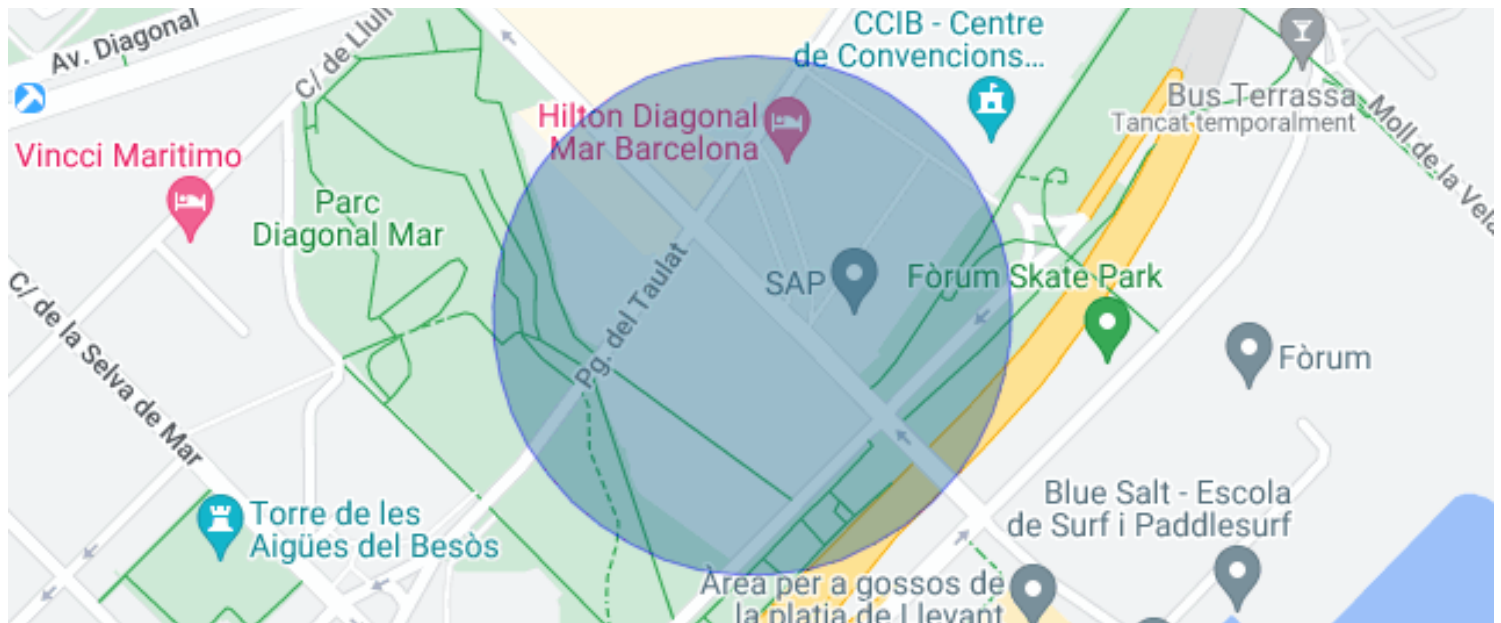 Av. Diagonal
C/ de Llull
CCIB - Centre
de Convencions...
Hilton Diagonal
Mar Barcelona
Bus Terrassa
Tancat temporalment
Moll de la Vela
Vincci Maritimo
Parc
Diagonal Mar
Pg. del Taulat
SAP
Fòrum Skate Park
C/ de la Selva de Mar
Fòrum
Blue Salt - Escola
de Surf i Paddlesurf
Torre de les
Aigües del Besòs
Àrea per a gossos de
la platja de Llevant